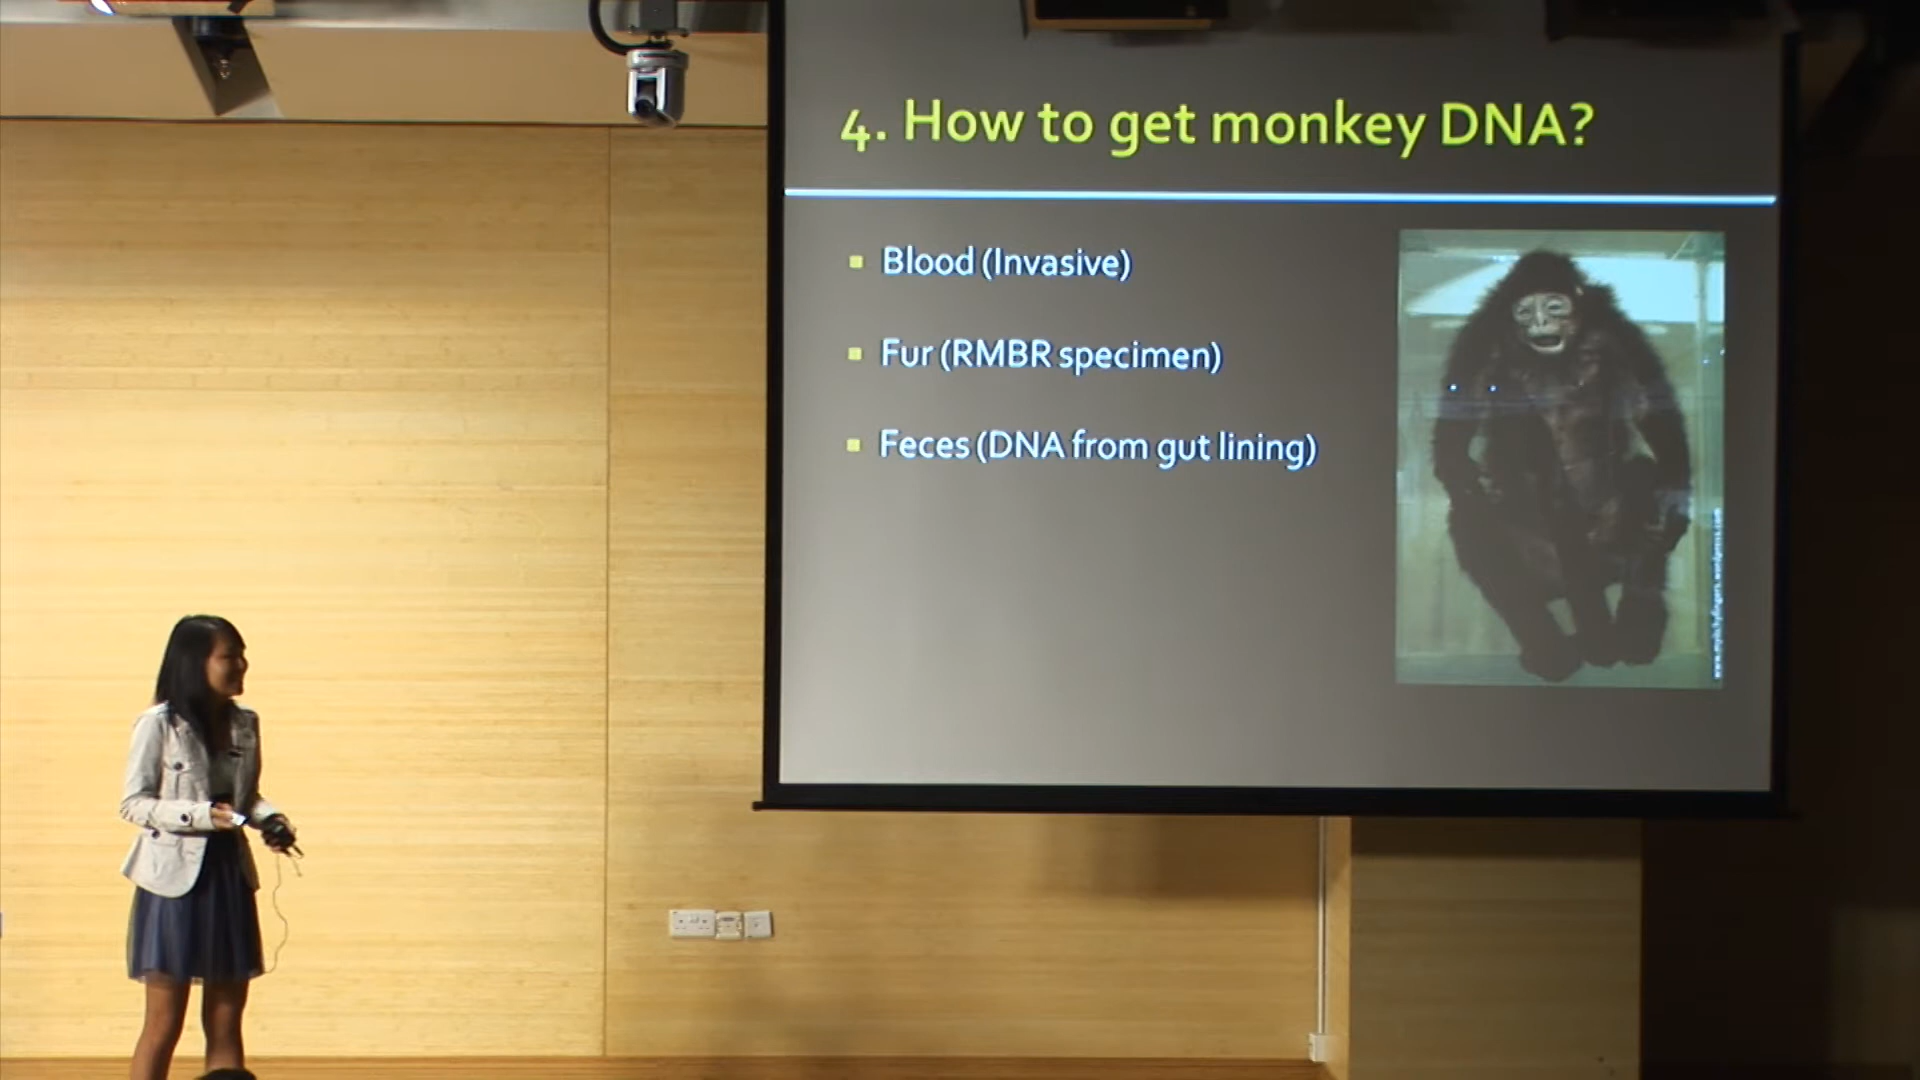 4. How to get monkey DNA?
Blood (Invasive)
Fur (RMBR specimen)
Feces (DNA from gut lining)